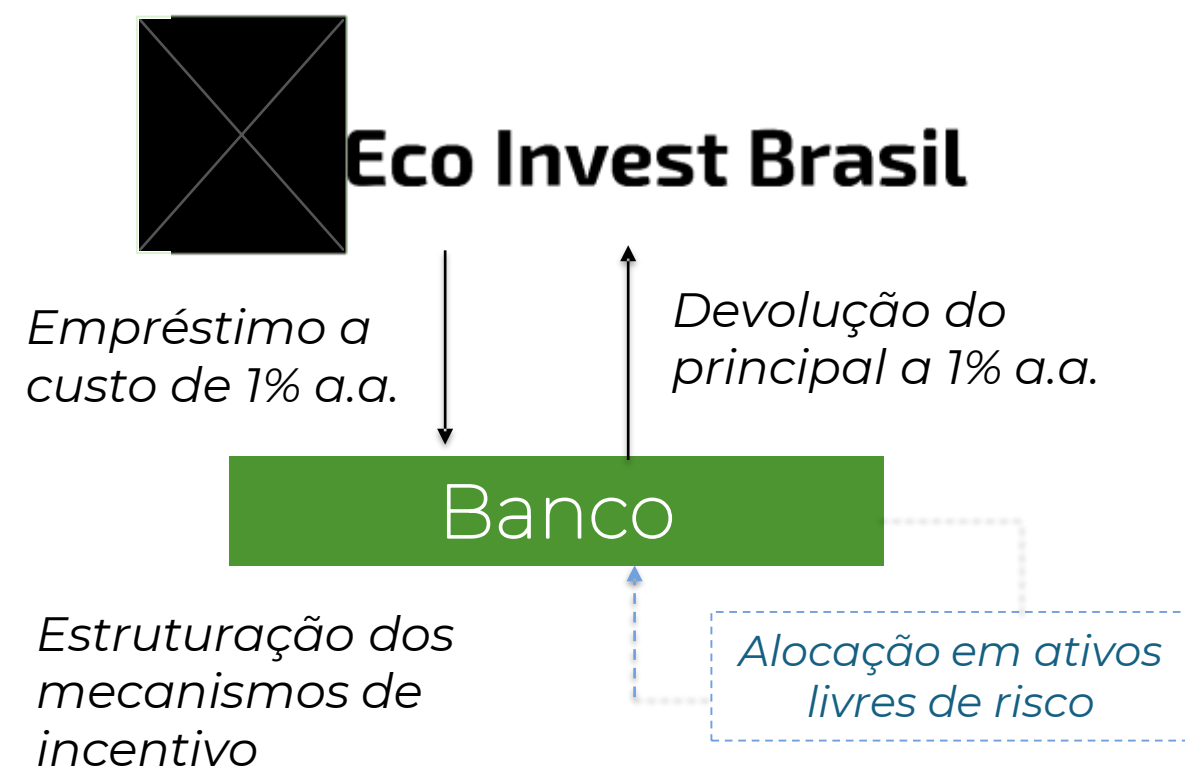 Eco Invest Brasil
Empréstimo a
custo de 1% a.a.
Devolução do
principal a 1% a.a.
Banco
Estruturação dos
mecanismos de
incentivo
Alocação em ativos
livres de risco